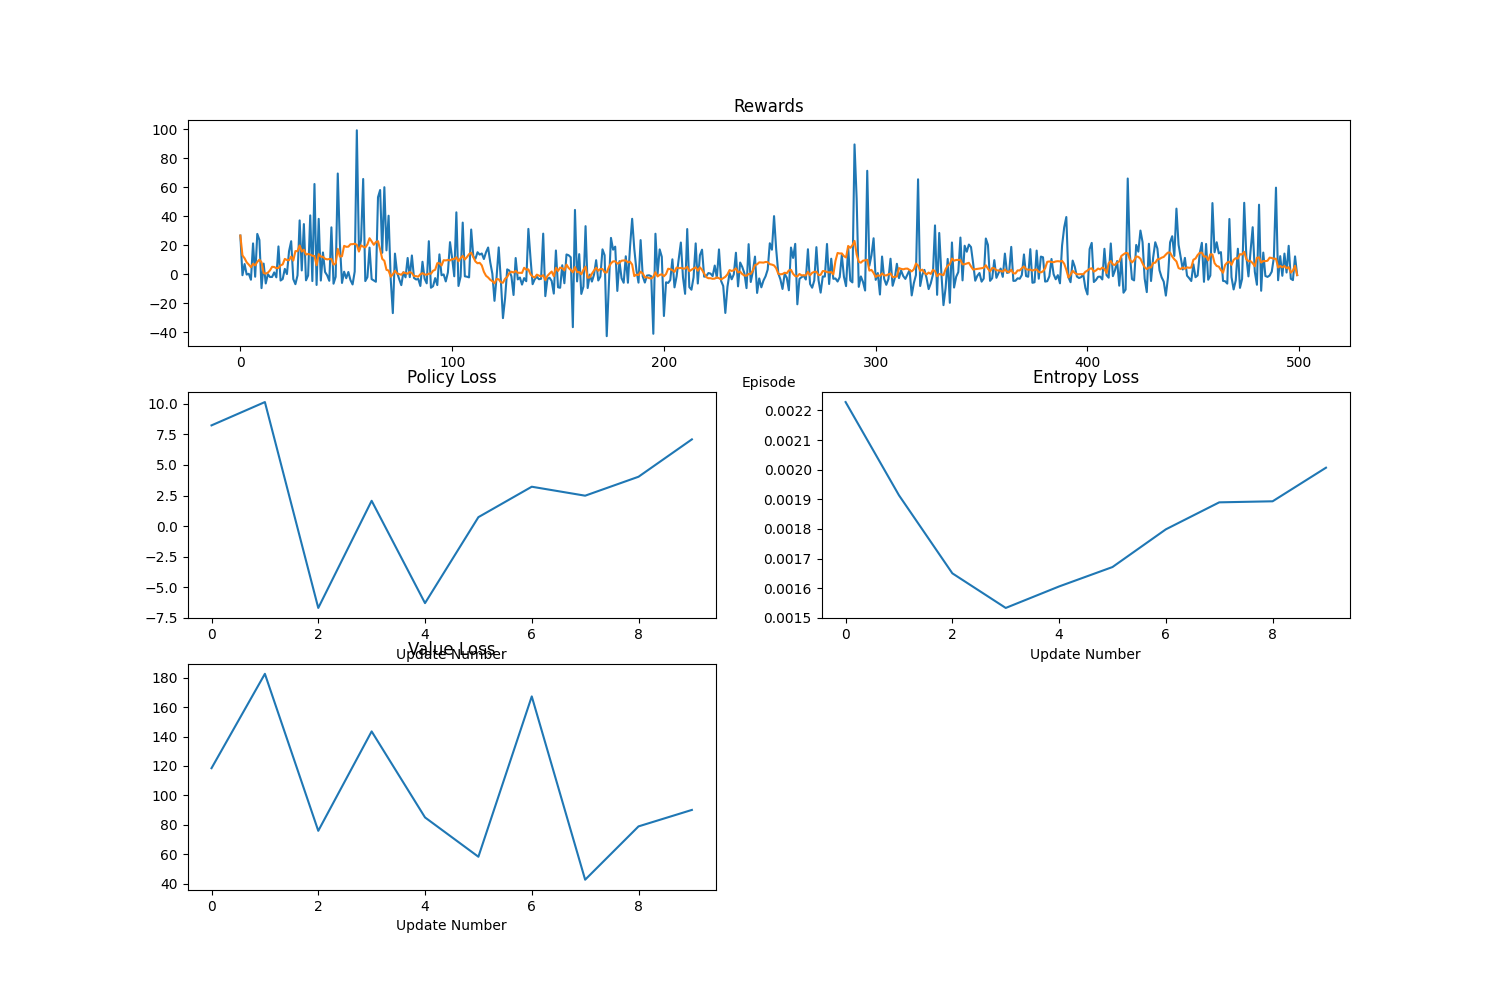 Rewards
100
80
60
40
20
0
−20
−40
0 100 200 300 400 500
Episode
Policy Loss
10.0
7.5
5.0
2.5
0.0
−2.5
−5.0
−7.5
0 2 4 6 8
Update Number
Entropy Loss
0.0022
0.0021
0.0020
0.0019
0.0018
0.0017
0.0016
0.0015
0 2 4 6 8
Update Number
Value Loss
180
160
140
120
100
80
60
40
0 2 4 6 8
Update Number